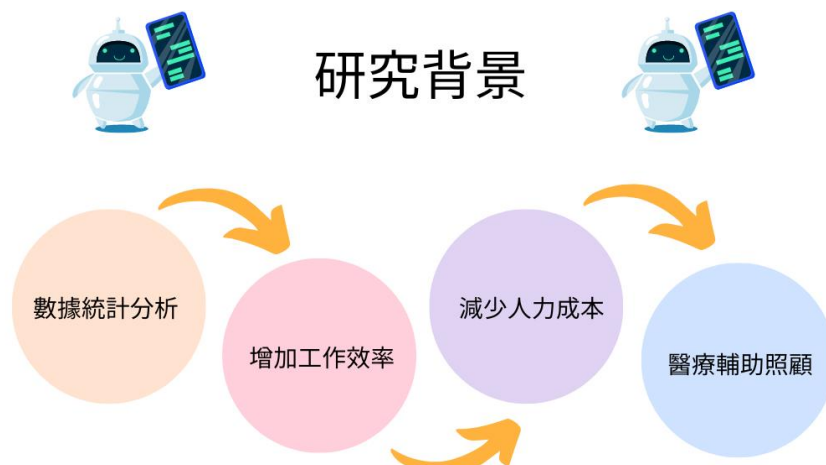 研究背景
數據統計分析
增加工作效率
減少人力成本
醫療輔助照顧